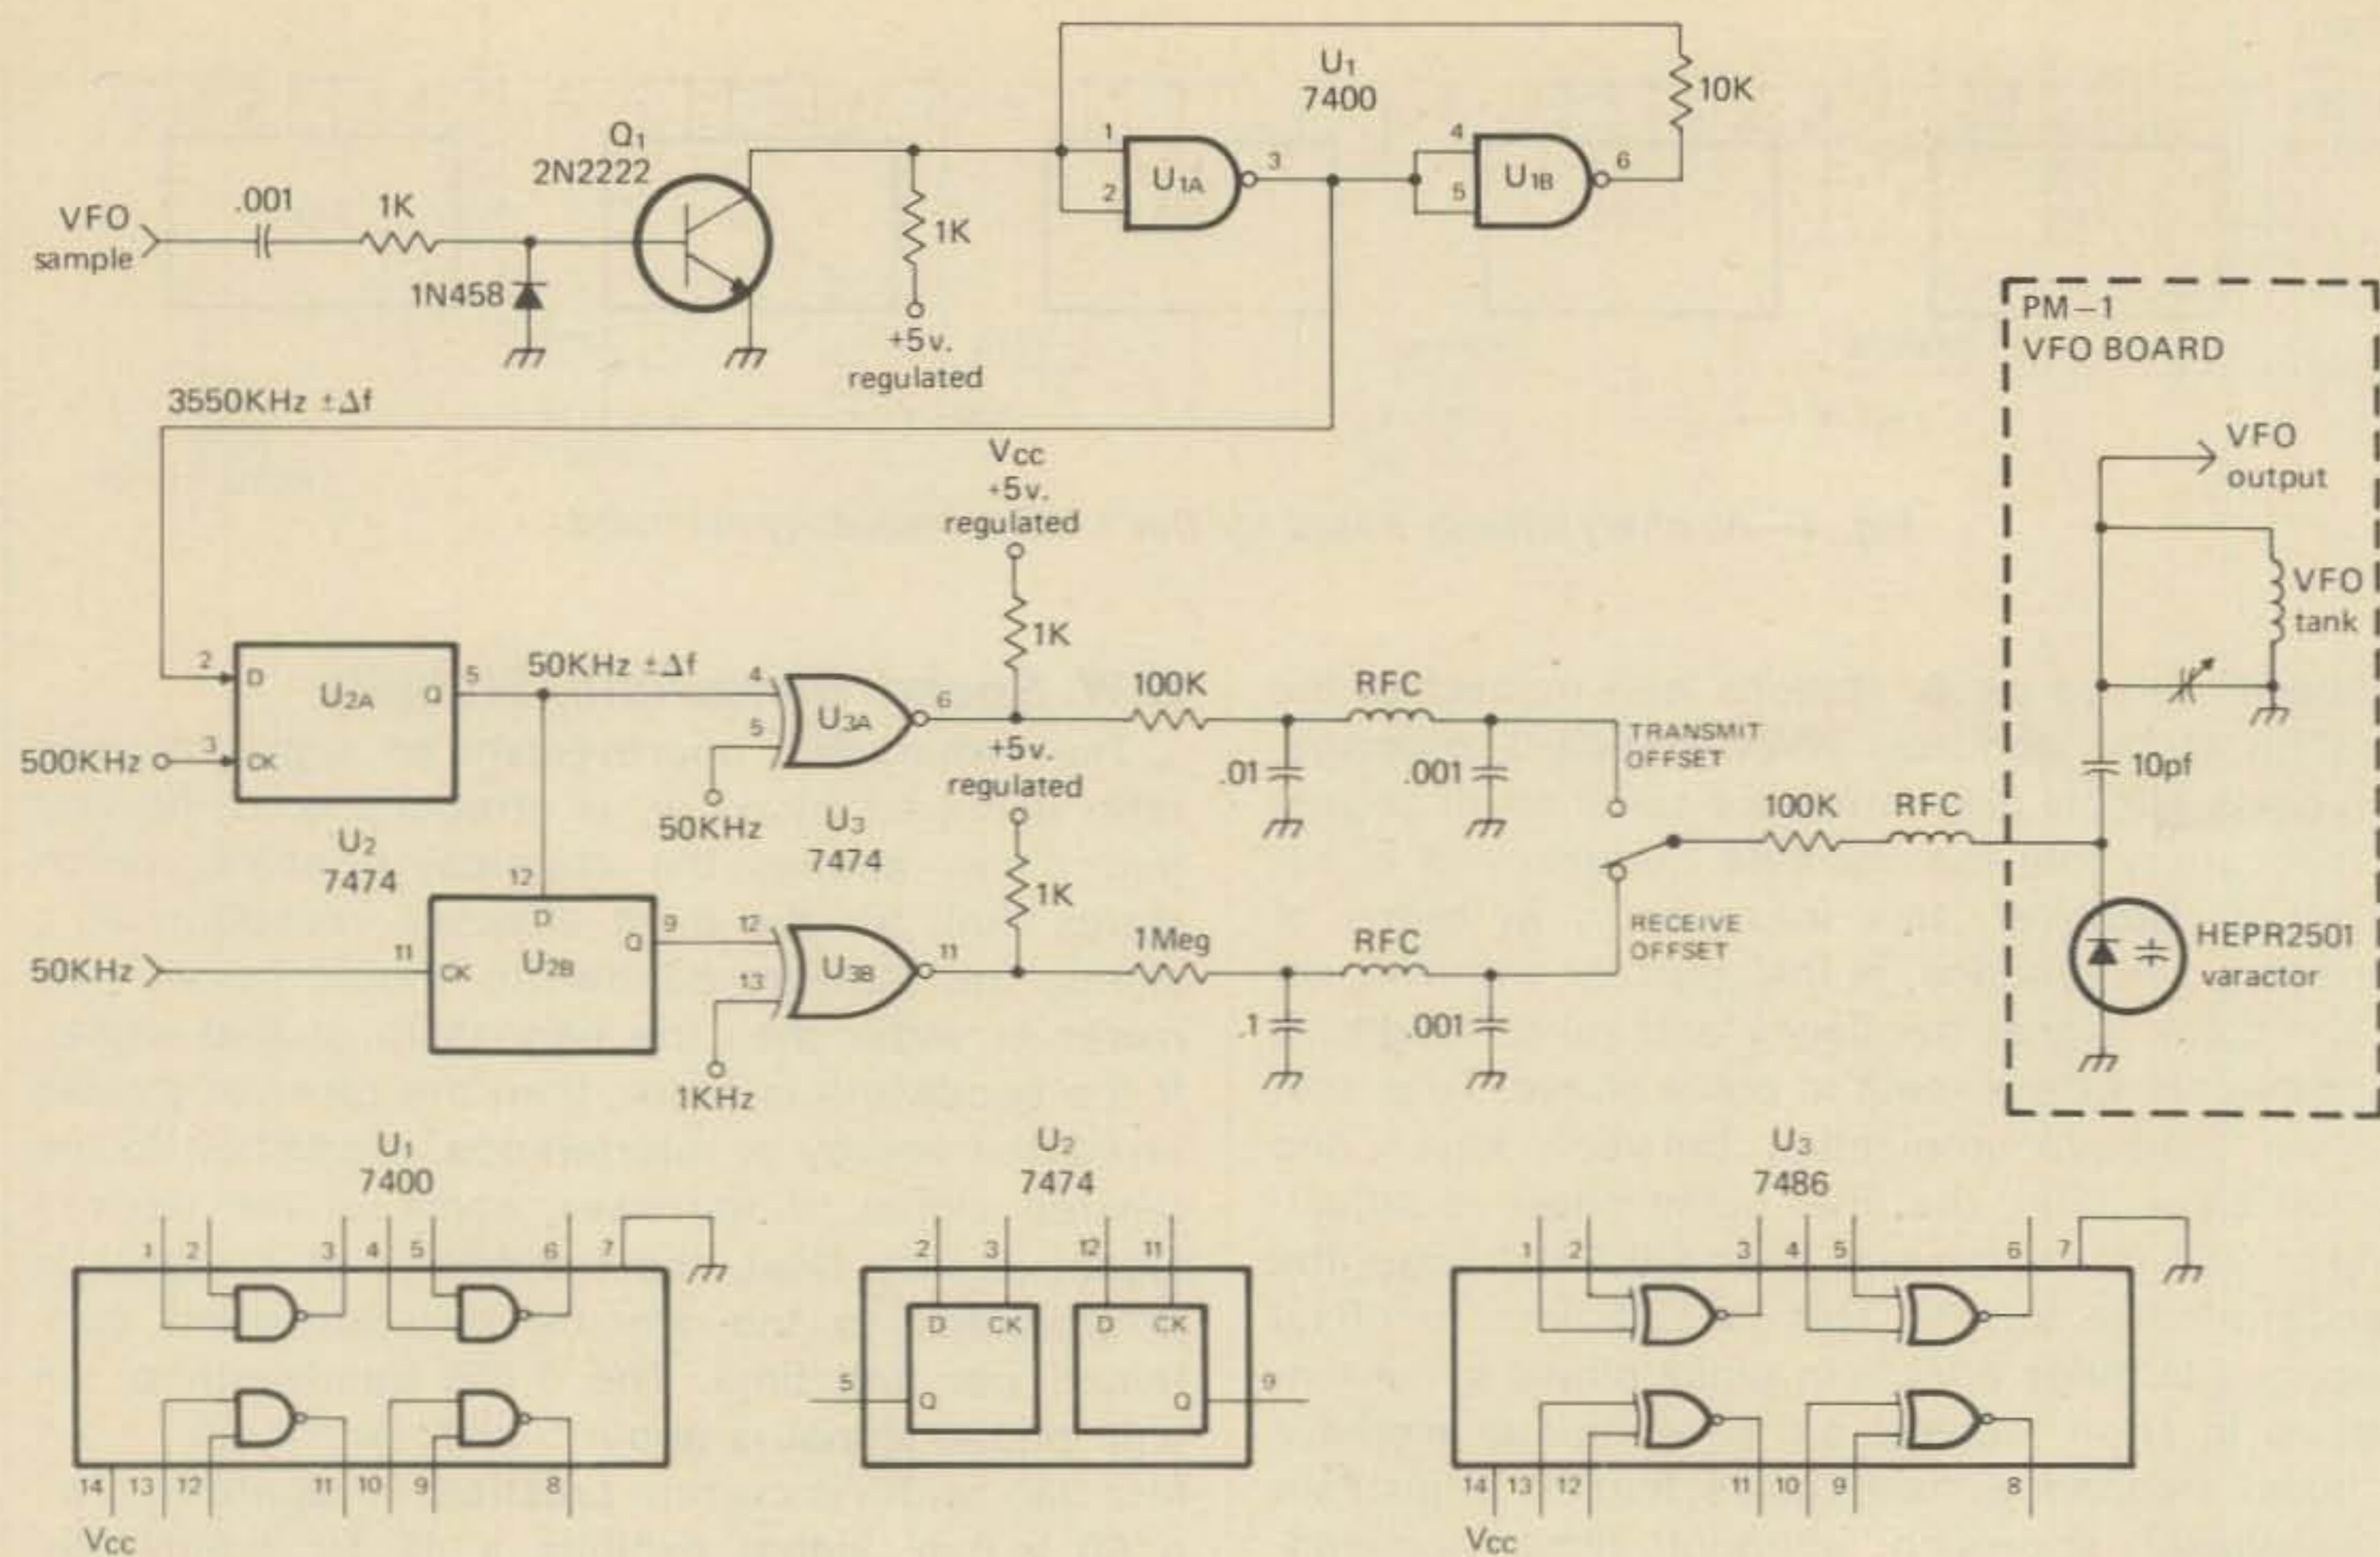 U1
7400
10K
Q1
2N2222
1
2
U1A
3
4
5
U1B
6
VFO
sample
.001
1K
1N458
1K
+5v.
regulated
3550KHz ±Δf
PM-1
VFO BOARD
VFO
output
VFO
tank
10pf
HEPR2501
varactor
Vcc
+5v.
regulated
1K
2
D
U2A
Q
5
50KHz ±Δf
500KHz
3
CK
4
5
U3A
6
50KHz
U3
7474
100K
RFC
.01
.001
TRANSMIT
OFFSET
100K
RFC
U2
7474
+5v.
regulated
1K
50KHz
11
CK
12
D
U2B
Q
9
12
13
U3B
11
1KHz
1Meg
RFC
.1
.001
RECEIVE
OFFSET
U1
7400
1 2 3 4 5 6 7
14 13 12 11 10 9 8
Vcc
U2
7474
2 3 12 11
D CK D CK
5 Q Q 9
U3
7486
1 2 3 4 5 6 7
14 13 12 11 10 9 8
Vcc